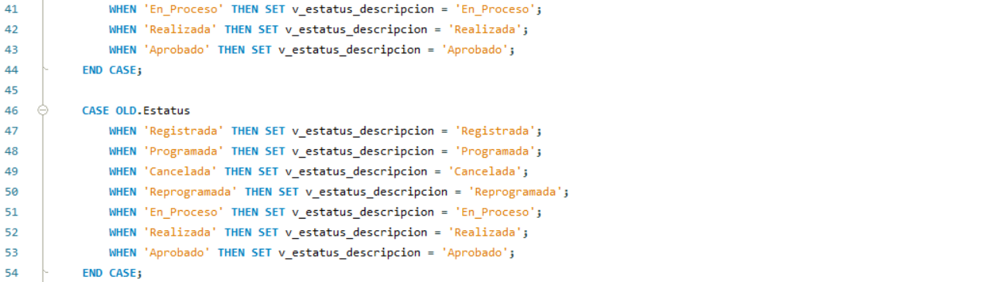 41 WHEN 'En_Proceso' THEN SET v_estatus_descripcion = 'En_Proceso';
42 WHEN 'Realizada' THEN SET v_estatus_descripcion = 'Realizada';
43 WHEN 'Aprobado' THEN SET v_estatus_descripcion = 'Aprobado';
44 END CASE;
45
46 CASE OLD.Estatus
47 WHEN 'Registrada' THEN SET v_estatus_descripcion = 'Registrada';
48 WHEN 'Programada' THEN SET v_estatus_descripcion = 'Programada';
49 WHEN 'Cancelada' THEN SET v_estatus_descripcion = 'Cancelada';
50 WHEN 'Reprogramada' THEN SET v_estatus_descripcion = 'Reprogramada';
51 WHEN 'En_Proceso' THEN SET v_estatus_descripcion = 'En_Proceso';
52 WHEN 'Realizada' THEN SET v_estatus_descripcion = 'Realizada';
53 WHEN 'Aprobado' THEN SET v_estatus_descripcion = 'Aprobado';
54 END CASE;